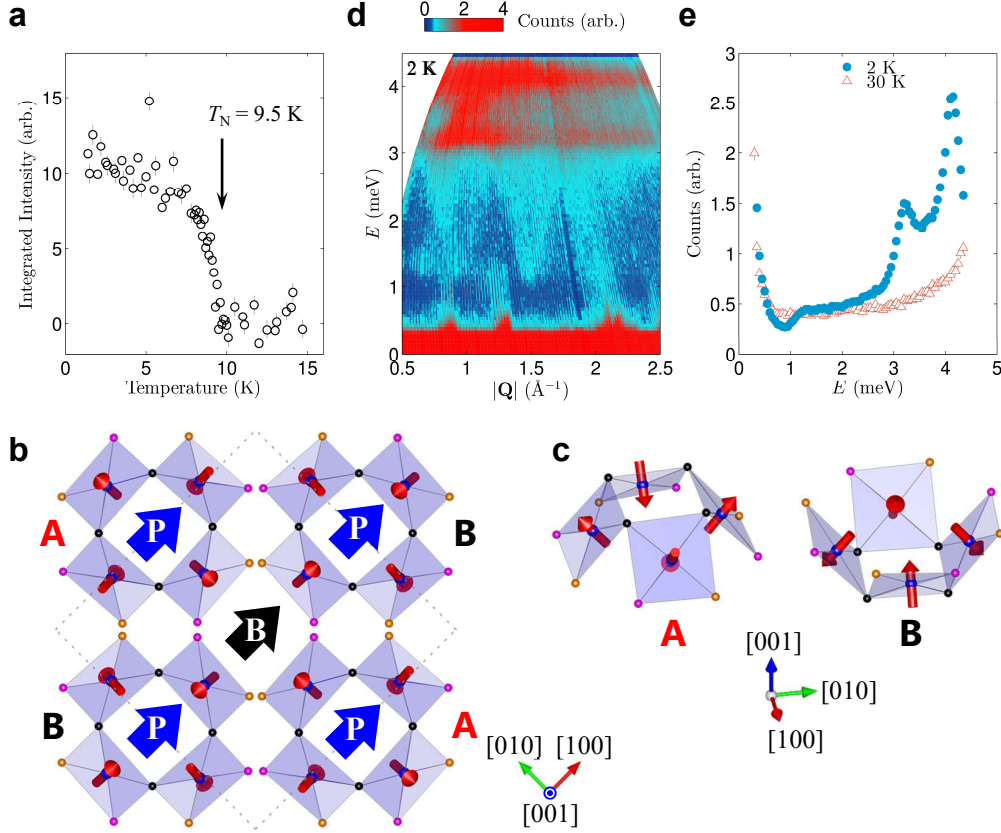 a
Integrated Intensity (arb.)
15
10
5
0
T_N = 9.5 K
0 5 10 15
Temperature (K)
d
0 2 4
Counts (arb.)
2 K
E (meV)
4
3
2
1
0
0.5 1 1.5 2 2.5
|Q| (Å⁻¹)
e
2 K
30 K
Counts (arb.)
3
2.5
2
1.5
1
0.5
0
0 1 2 3 4 5
E (meV)
b
A P P B
B
B P P A
[010] [100]
[001]
c
A B
[001]
[010]
[100]